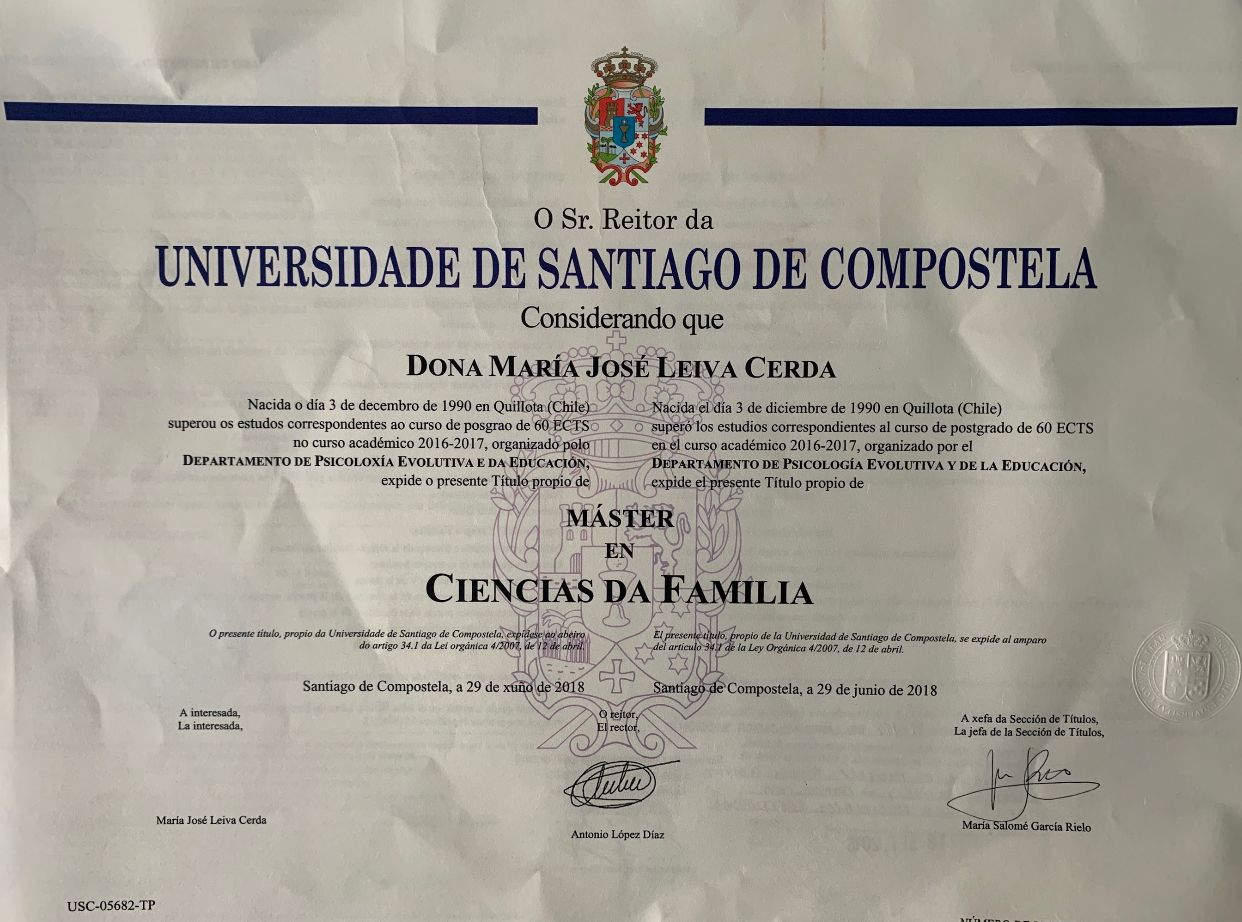 O Sr. Reitor da
UNIVERSIDADE DE SANTIAGO DE COMPOSTELA
Considerando que
DONA MARÍA JOSÉ LEIVA CERDA
Nacida o día 3 de decembro de 1990 en Quillota (Chile)
superou os estudos correspondentes ao curso de posgrao de 60 ECTS
no curso académico 2016-2017, organizado polo
DEPARTAMENTO DE PSICOLOXÍA EVOLUTIVA E DA EDUCACIÓN,
expide o presente Título propio de
Nacida el día 3 de diciembre de 1990 en Quillota (Chile)
superó los estudios correspondientes al curso de postgrado de 60 ECTS
en el curso académico 2016-2017, organizado por el
DEPARTAMENTO DE PSICOLOGÍA EVOLUTIVA Y DE LA EDUCACIÓN,
expide el presente Título propio de
MÁSTER
EN
CIENCIAS DA FAMILIA
O presente título, propio da Universidade de Santiago de Compostela, expídese ao abeiro
do artigo 34.1 da Lei orgánica 4/2007, de 12 de abril.
El presente título, propio de la Universidad de Santiago de Compostela, se expide al amparo
del artículo 34.1 de la Ley Orgánica 4/2007, de 12 de abril.
Santiago de Compostela, a 29 de xuño de 2018
Santiago de Compostela, a 29 de junio de 2018
A interesada,
La interesada,
O reitor,
El rector,
A xefa da Sección de Títulos,
La jefa de la Sección de Títulos,
María José Leiva Cerda
Antonio López Díaz
María Salomé García Rielo
USC-05682-TP